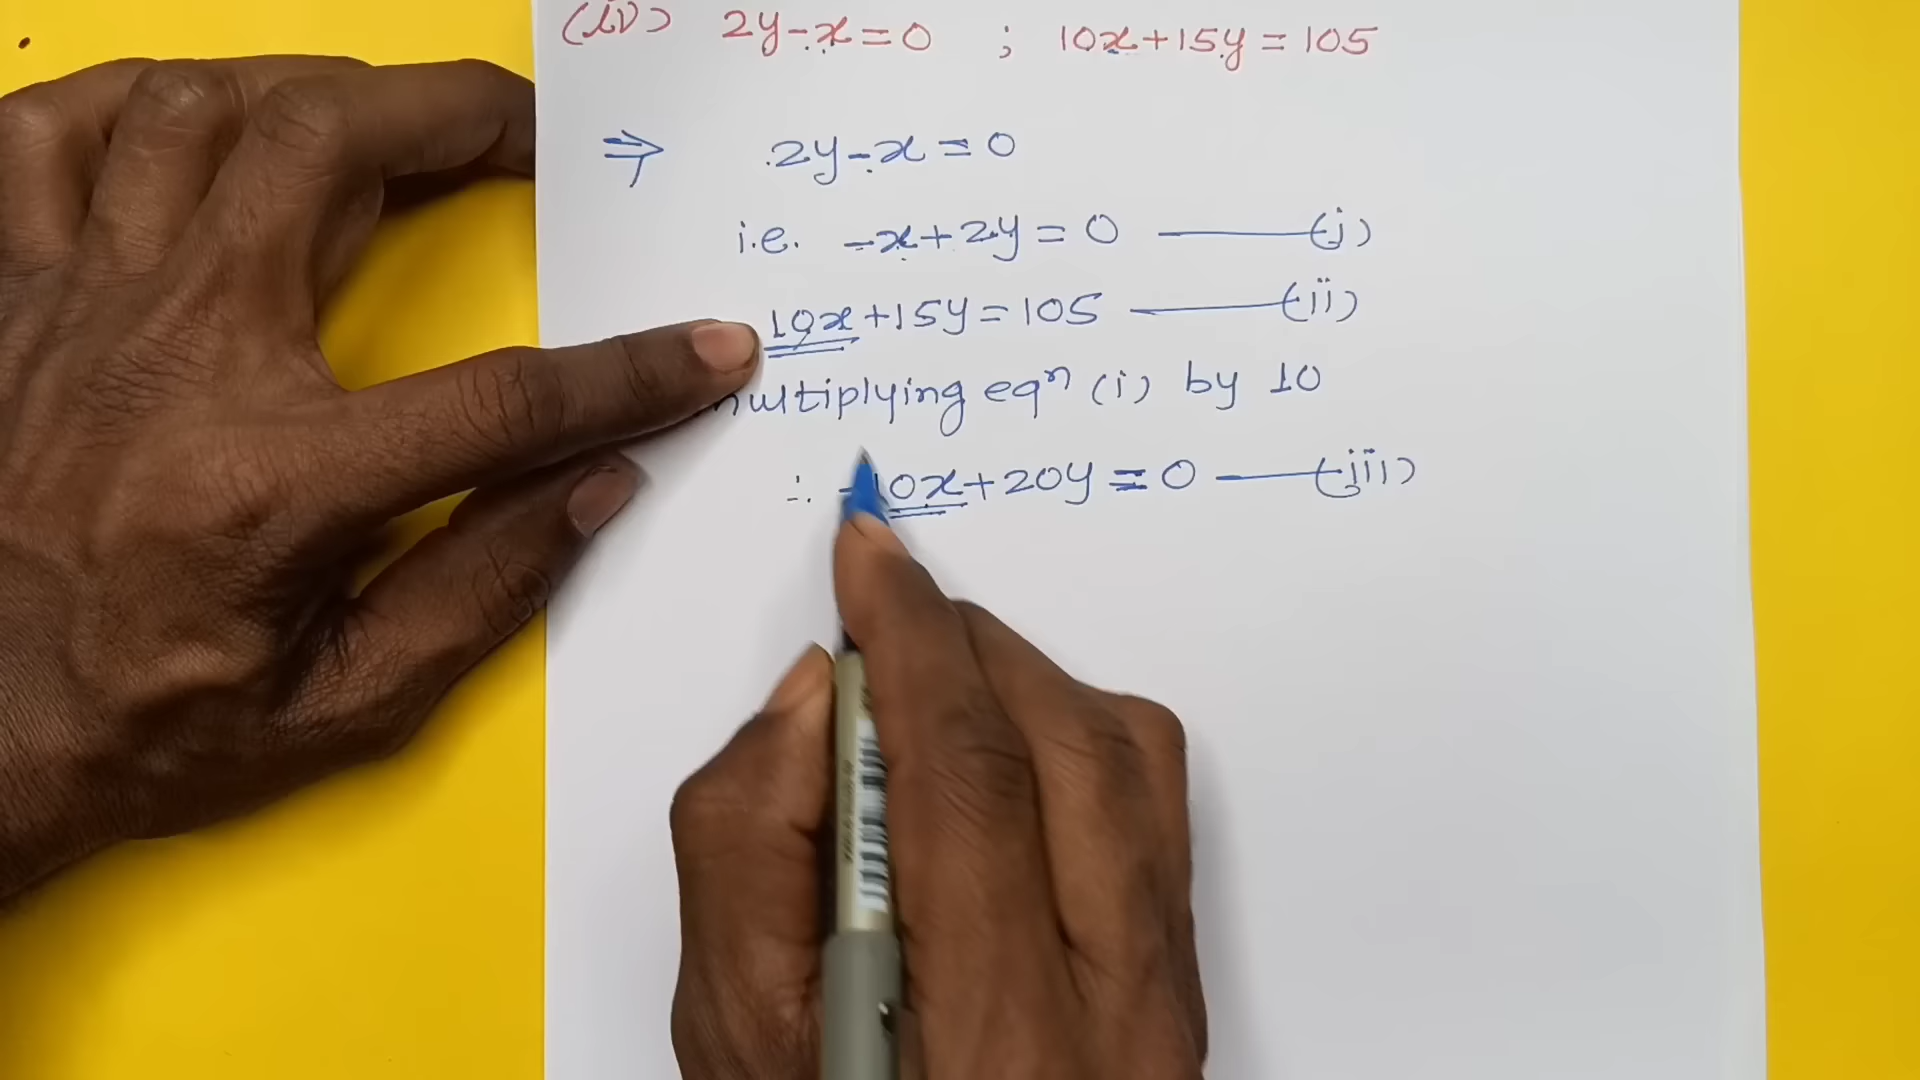 (iv) 2y-x=0 ; 10x+15y=105
⇒ 2y-x=0
i.e. -x+2y=0 —— (i)
10x+15y=105 —— (ii)
multiplying eqⁿ (i) by 10
∴ -10x+20y=0 —— (iii)